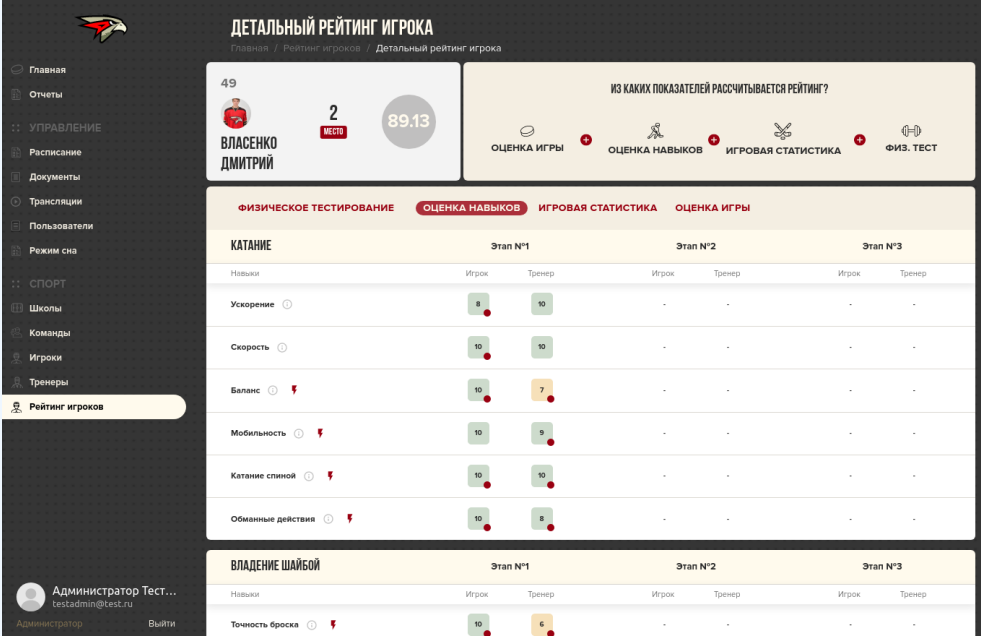 ДЕТАЛЬНЫЙ РЕЙТИНГ ИГРОКА
Главная / Рейтинг игроков / Детальный рейтинг игрока
Главная
Отчеты
УПРАВЛЕНИЕ
Расписание
Документы
Трансляции
Пользователи
Режим сна
СПОРТ
Школы
Команды
Игроки
Тренеры
Рейтинг игроков
Администратор Тест...
testadmin@test.ru
Администратор Выйти
49
ВЛАСЕНКО
ДМИТРИЙ
2
МЕСТО
89.13
ИЗ КАКИХ ПОКАЗАТЕЛЕЙ РАССЧИТЫВАЕТСЯ РЕЙТИНГ?
ОЦЕНКА ИГРЫ ОЦЕНКА НАВЫКОВ ИГРОВАЯ СТАТИСТИКА ФИЗ. ТЕСТ
ФИЗИЧЕСКОЕ ТЕСТИРОВАНИЕ ОЦЕНКА НАВЫКОВ ИГРОВАЯ СТАТИСТИКА ОЦЕНКА ИГРЫ
КАТАНИЕ Этап №1 Этап №2 Этап №3
Навыки Игрок Тренер Игрок Тренер Игрок Тренер
Ускорение 8 10 - - - -
Скорость 10 10 - - - -
Баланс 10 7 - - - -
Мобильность 10 9 - - - -
Катание спиной 10 10 - - - -
Обманные действия 10 8 - - - -
ВЛАДЕНИЕ ШАЙБОЙ Этап №1 Этап №2 Этап №3
Навыки Игрок Тренер Игрок Тренер Игрок Тренер
Точность броска 10 6 - - - -